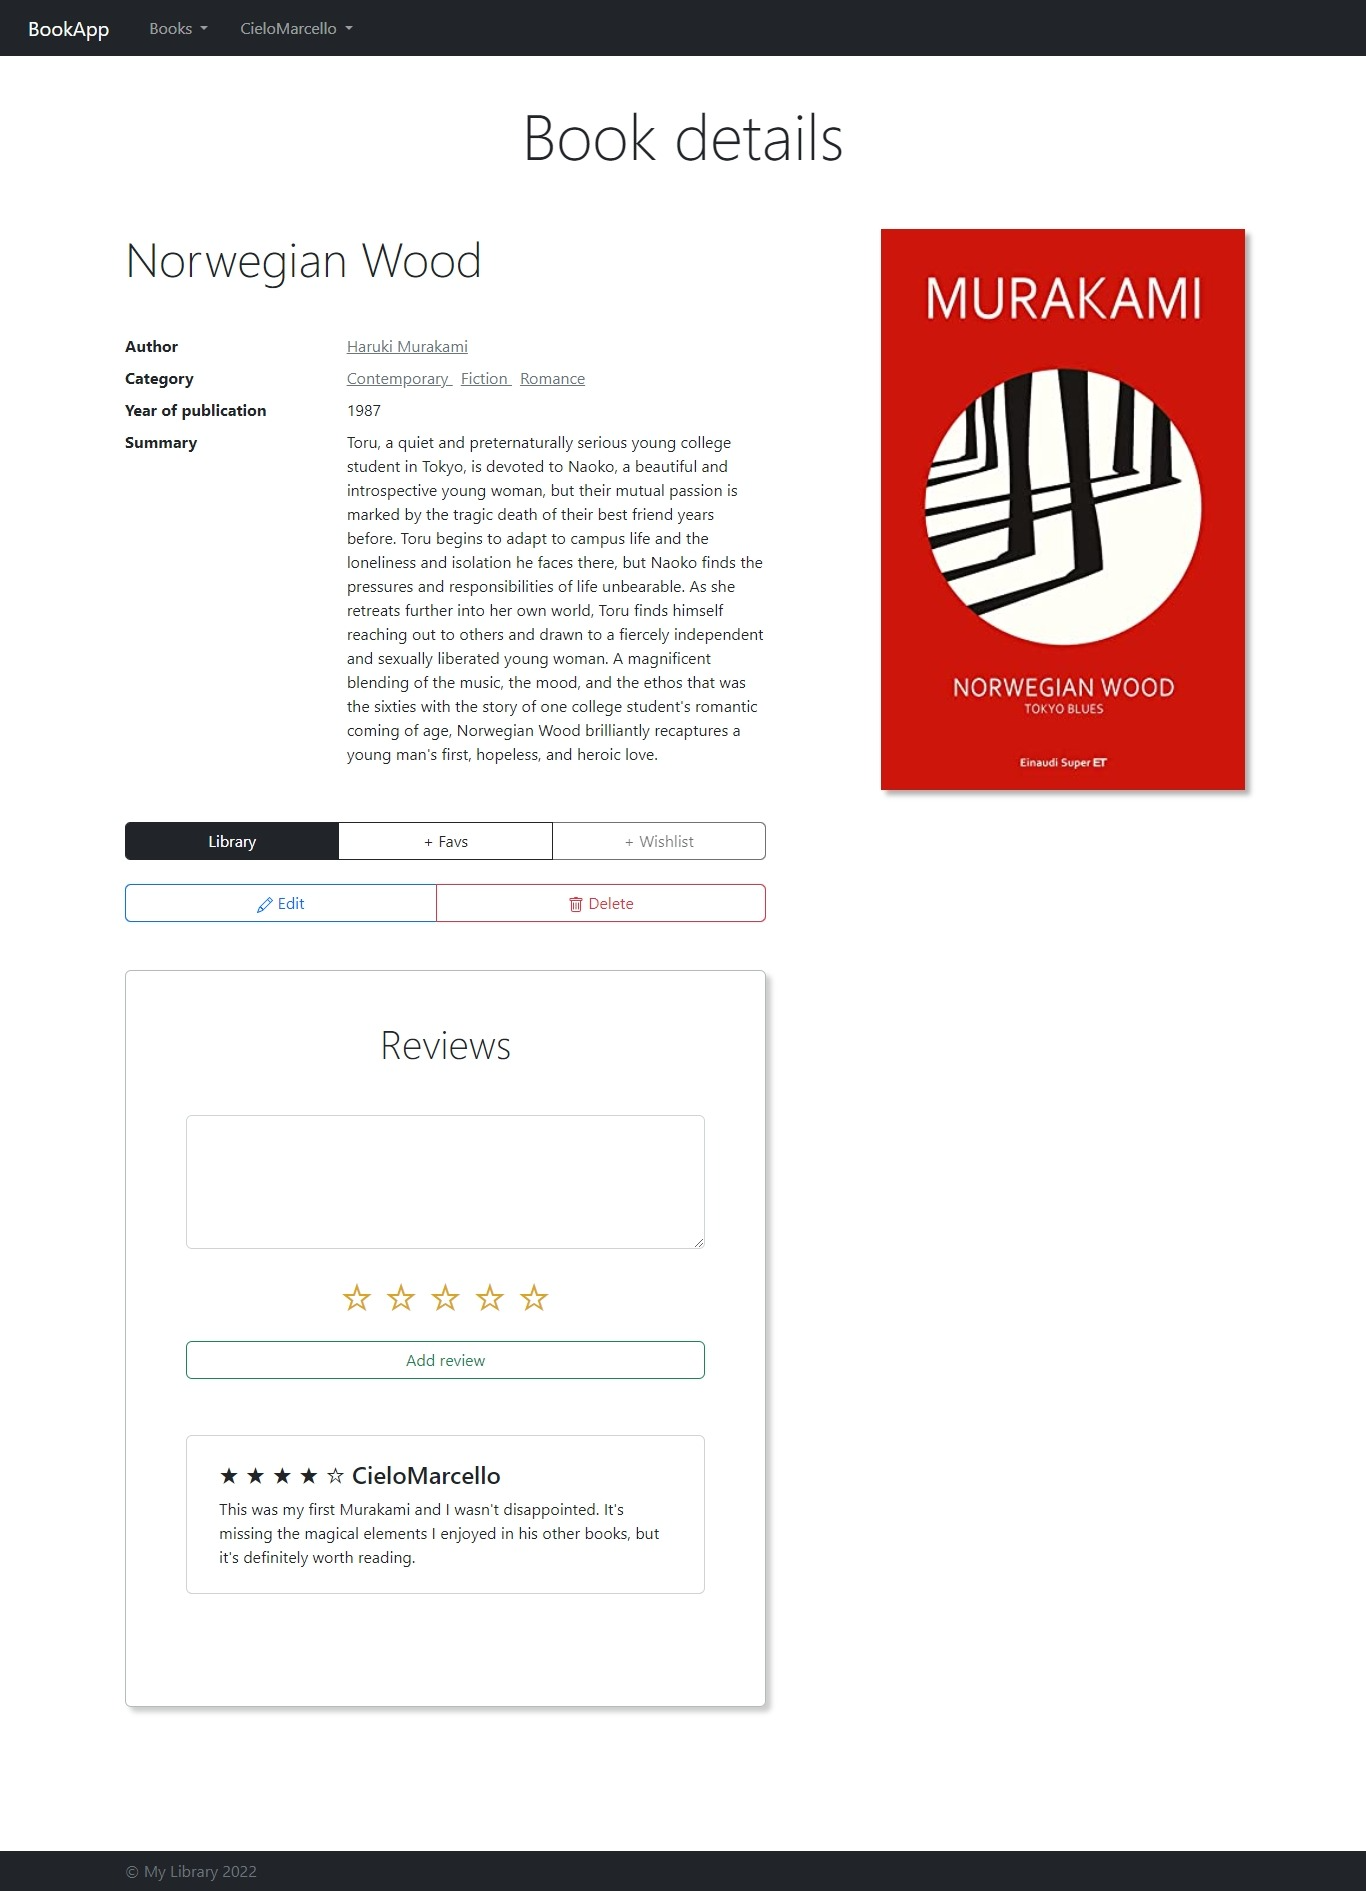 BookApp Books CieloMarcello
Book details
Norwegian Wood
Author Haruki Murakami
Category Contemporary Fiction Romance
Year of publication 1987
Summary Toru, a quiet and preternaturally serious young college
student in Tokyo, is devoted to Naoko, a beautiful and
introspective young woman, but their mutual passion is
marked by the tragic death of their best friend years
before. Toru begins to adapt to campus life and the
loneliness and isolation he faces there, but Naoko finds the
pressures and responsibilities of life unbearable. As she
retreats further into her own world, Toru finds himself
reaching out to others and drawn to a fiercely independent
and sexually liberated young woman. A magnificent
blending of the music, the mood, and the ethos that was
the sixties with the story of one college student's romantic
coming of age, Norwegian Wood brilliantly recaptures a
young man's first, hopeless, and heroic love.
MURAKAMI
NORWEGIAN WOOD
TOKYO BLUES
Einaudi Super ET
Library + Favs + Wishlist
Edit Delete
Reviews
☆ ☆ ☆ ☆ ☆
Add review
★ ★ ★ ★ ☆ CieloMarcello
This was my first Murakami and I wasn't disappointed. It's
missing the magical elements I enjoyed in his other books, but
it's definitely worth reading.
© My Library 2022